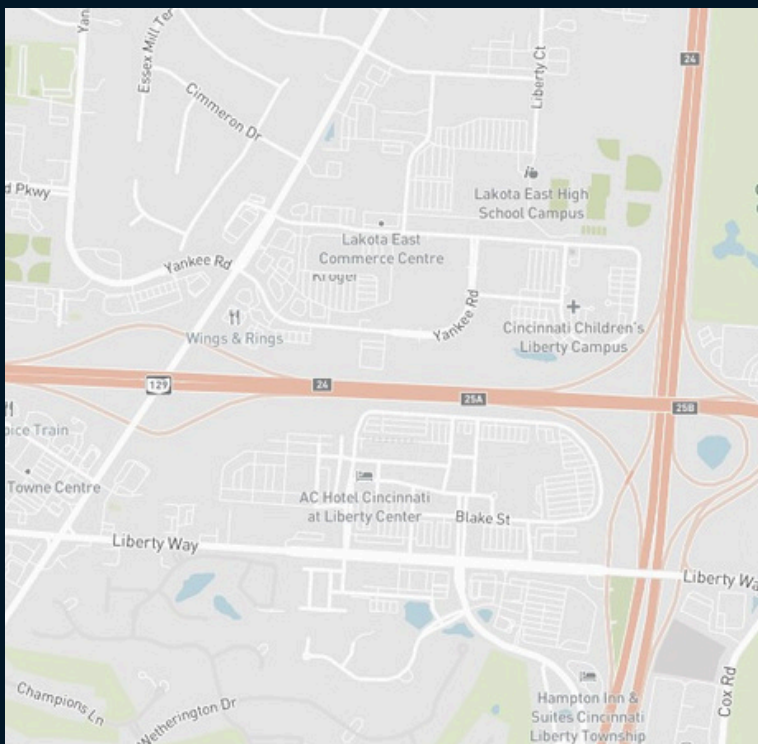 Yan
Essex Mill Ter
Cimmeron Dr
Liberty Ct
24
d Pkwy
Lakota East High
School Campus
Lakota East
Commerce Centre
Kroger
Yankee Rd
Yankee Rd
Wings & Rings
Cincinnati Children's
Liberty Campus
129
24
25A
25B
pice Train
Towne Centre
AC Hotel Cincinnati
at Liberty Center
Blake St
Liberty Way
Liberty Wa
Champions Ln
Wetherington Dr
Hampton Inn &
Suites Cincinnati
Liberty Township
Cox Rd